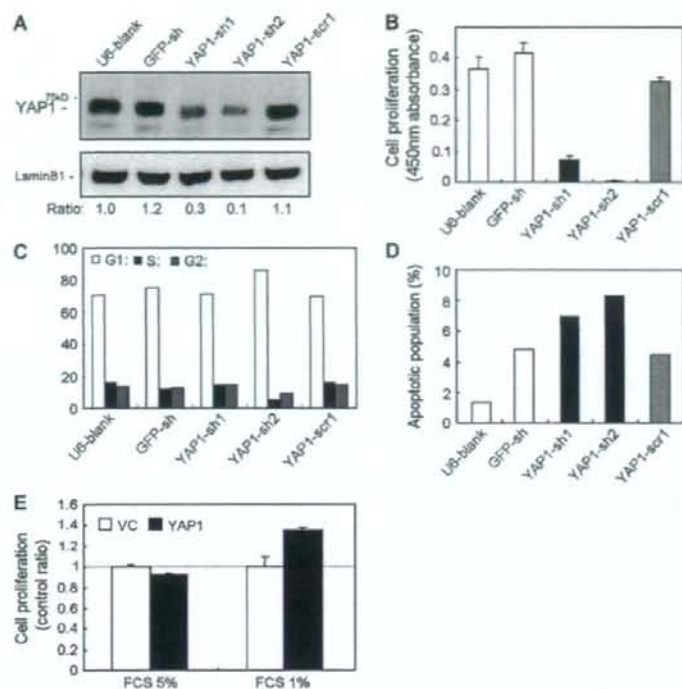 A
U6-blank
GFP-sh
YAP1-sh1
YAP1-sh2
YAP1-scr1
75kD -
YAP1 -
LaminB1
Ratio: 1.0 1.2 0.3 0.1 1.1
B
Cell proliferation
(450nm absorbance)
0.4
0.3
0.2
0.1
0
U6-blank
GFP-sh
YAP1-sh1
YAP1-sh2
YAP1-scr1
C
G1: S: G2:
100
80
60
40
20
0
U6-blank
GFP-sh
YAP1-sh1
YAP1-sh2
YAP1-scr1
D
Apoptotic population (%)
10
8
6
4
2
0
U6-blank
GFP-sh
YAP1-sh1
YAP1-sh2
YAP1-scr1
E
Cell proliferation
(control ratio)
VC YAP1
1.6
1.4
1.2
1
0.8
0.6
0.4
0.2
0
FCS 5% FCS 1%